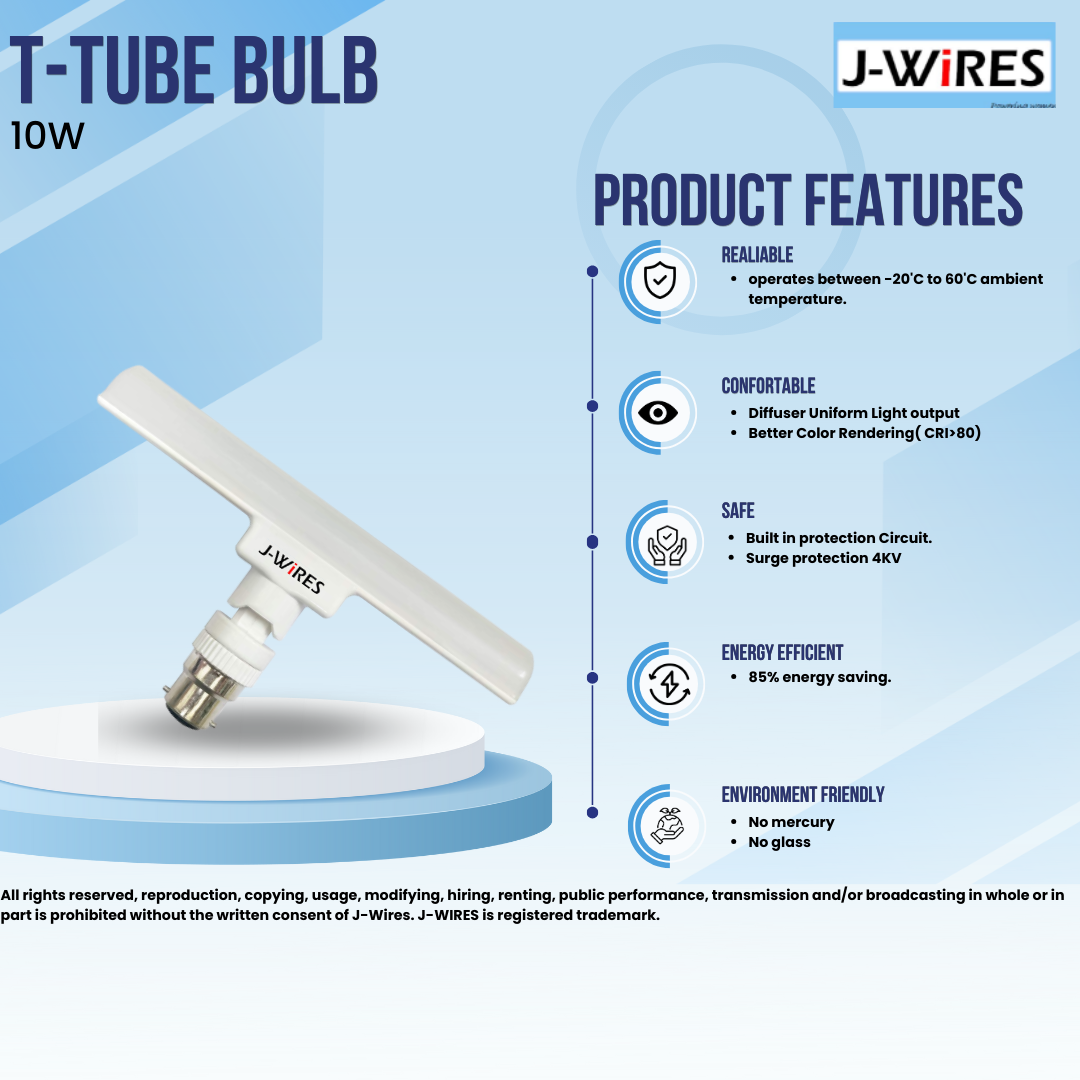 T-TUBE BULB
10W
J-WiRES
PRODUCT FEATURES
REALIABLE
• operates between -20'C to 60'C ambient
temperature.
CONFORTABLE
• Diffuser Uniform Light output
• Better Color Rendering( CRI>80)
SAFE
• Built in protection Circuit.
• Surge protection 4KV
J-WiRES
ENERGY EFFICIENT
• 85% energy saving.
ENVIRONMENT FRIENDLY
• No mercury
• No glass
All rights reserved, reproduction, copying, usage, modifying, hiring, renting, public performance, transmission and/or broadcasting in whole or in
part is prohibited without the written consent of J-Wires. J-WIRES is registered trademark.